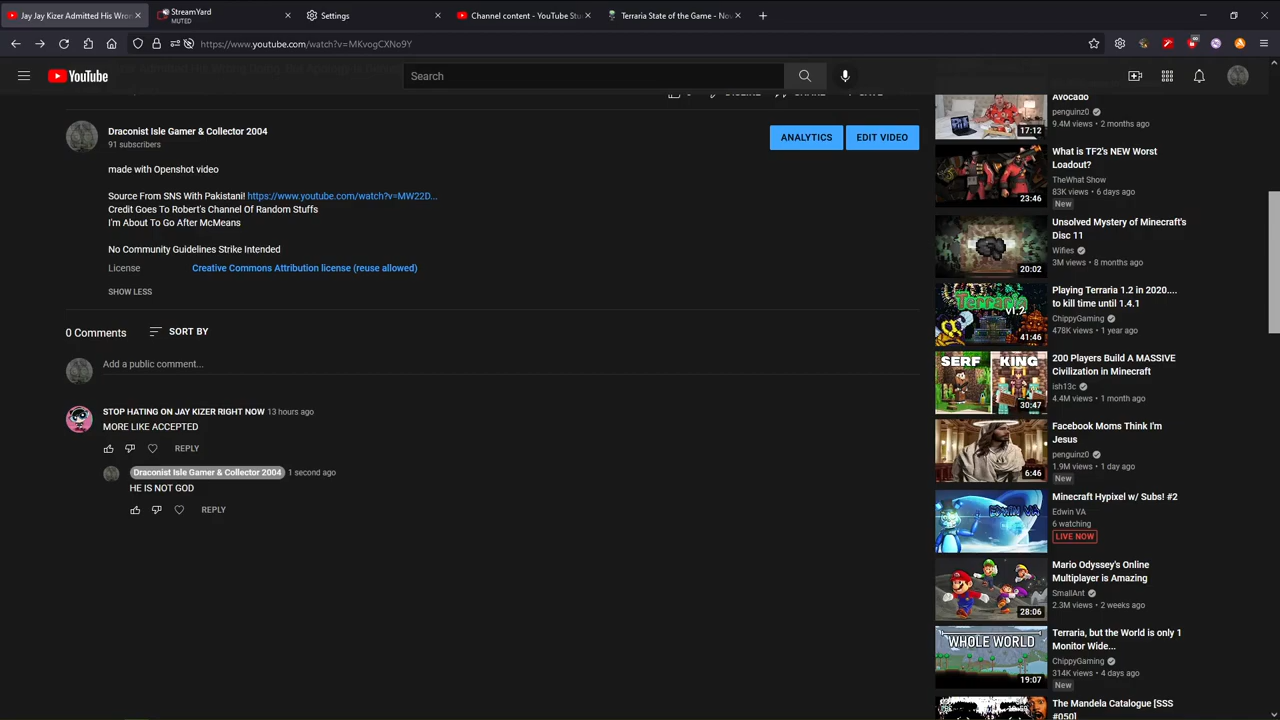 Jay Jay Kizer Admitted His Wron
StreamYard
MUTED
Settings
Channel content - YouTube Stu
Terraria State of the Game - Nov
https://www.youtube.com/watch?v=MKvogCXNo9Y
YouTube
Search
Draconist Isle Gamer & Collector 2004
91 subscribers
ANALYTICS
EDIT VIDEO
made with Openshot video
Source From SNS With Pakistani! https://www.youtube.com/watch?v=MW22D...
Credit Goes To Robert's Channel Of Random Stuffs
I'm About To Go After McMeans
No Community Guidelines Strike Intended
License
Creative Commons Attribution license (reuse allowed)
SHOW LESS
0 Comments
SORT BY
Add a public comment...
STOP HATING ON JAY KIZER RIGHT NOW 13 hours ago
MORE LIKE ACCEPTED
REPLY
Draconist Isle Gamer & Collector 2004 1 second ago
HE IS NOT GOD
REPLY
Avocado
penguinz0
9.4M views • 2 months ago
17:12
What is TF2's NEW Worst
Loadout?
TheWhat Show
83K views • 6 days ago
New
23:46
Unsolved Mystery of Minecraft's
Disc 11
Wifies
3M views • 8 months ago
20:02
Playing Terraria 1.2 in 2020....
to kill time until 1.4.1
ChippyGaming
478K views • 1 year ago
Terraria
V1.2
41:46
200 Players Build A MASSIVE
Civilization in Minecraft
ish13c
4.4M views • 1 month ago
SERF
KING
30:47
Facebook Moms Think I'm
Jesus
penguinz0
1.9M views • 1 day ago
New
6:46
Minecraft Hypixel w/ Subs! #2
Edwin VA
6 watching
LIVE NOW
Mario Odyssey's Online
Multiplayer is Amazing
SmallAnt
2.3M views • 2 weeks ago
28:06
Terraria, but the World is only 1
Monitor Wide...
ChippyGaming
314K views • 4 days ago
New
WHOLE WORLD
19:07
The Mandela Catalogue [SSS
#050]